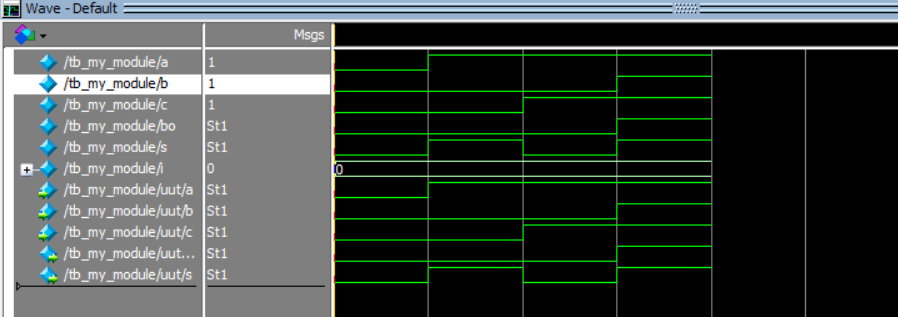 Wave - Default
Msgs
/tb_my_module/a 1
/tb_my_module/b 1
/tb_my_module/c 1
/tb_my_module/bo St1
/tb_my_module/s St1
/tb_my_module/i 0 0
/tb_my_module/uut/a St1
/tb_my_module/uut/b St1
/tb_my_module/uut/c St1
/tb_my_module/uut... St1
/tb_my_module/uut/s St1